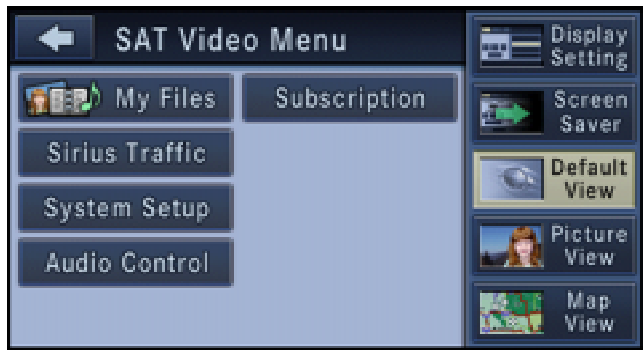 SAT Video Menu
My Files
Subscription
Sirius Traffic
System Setup
Audio Control
Display
Setting
Screen
Saver
Default
View
Picture
View
Map
View